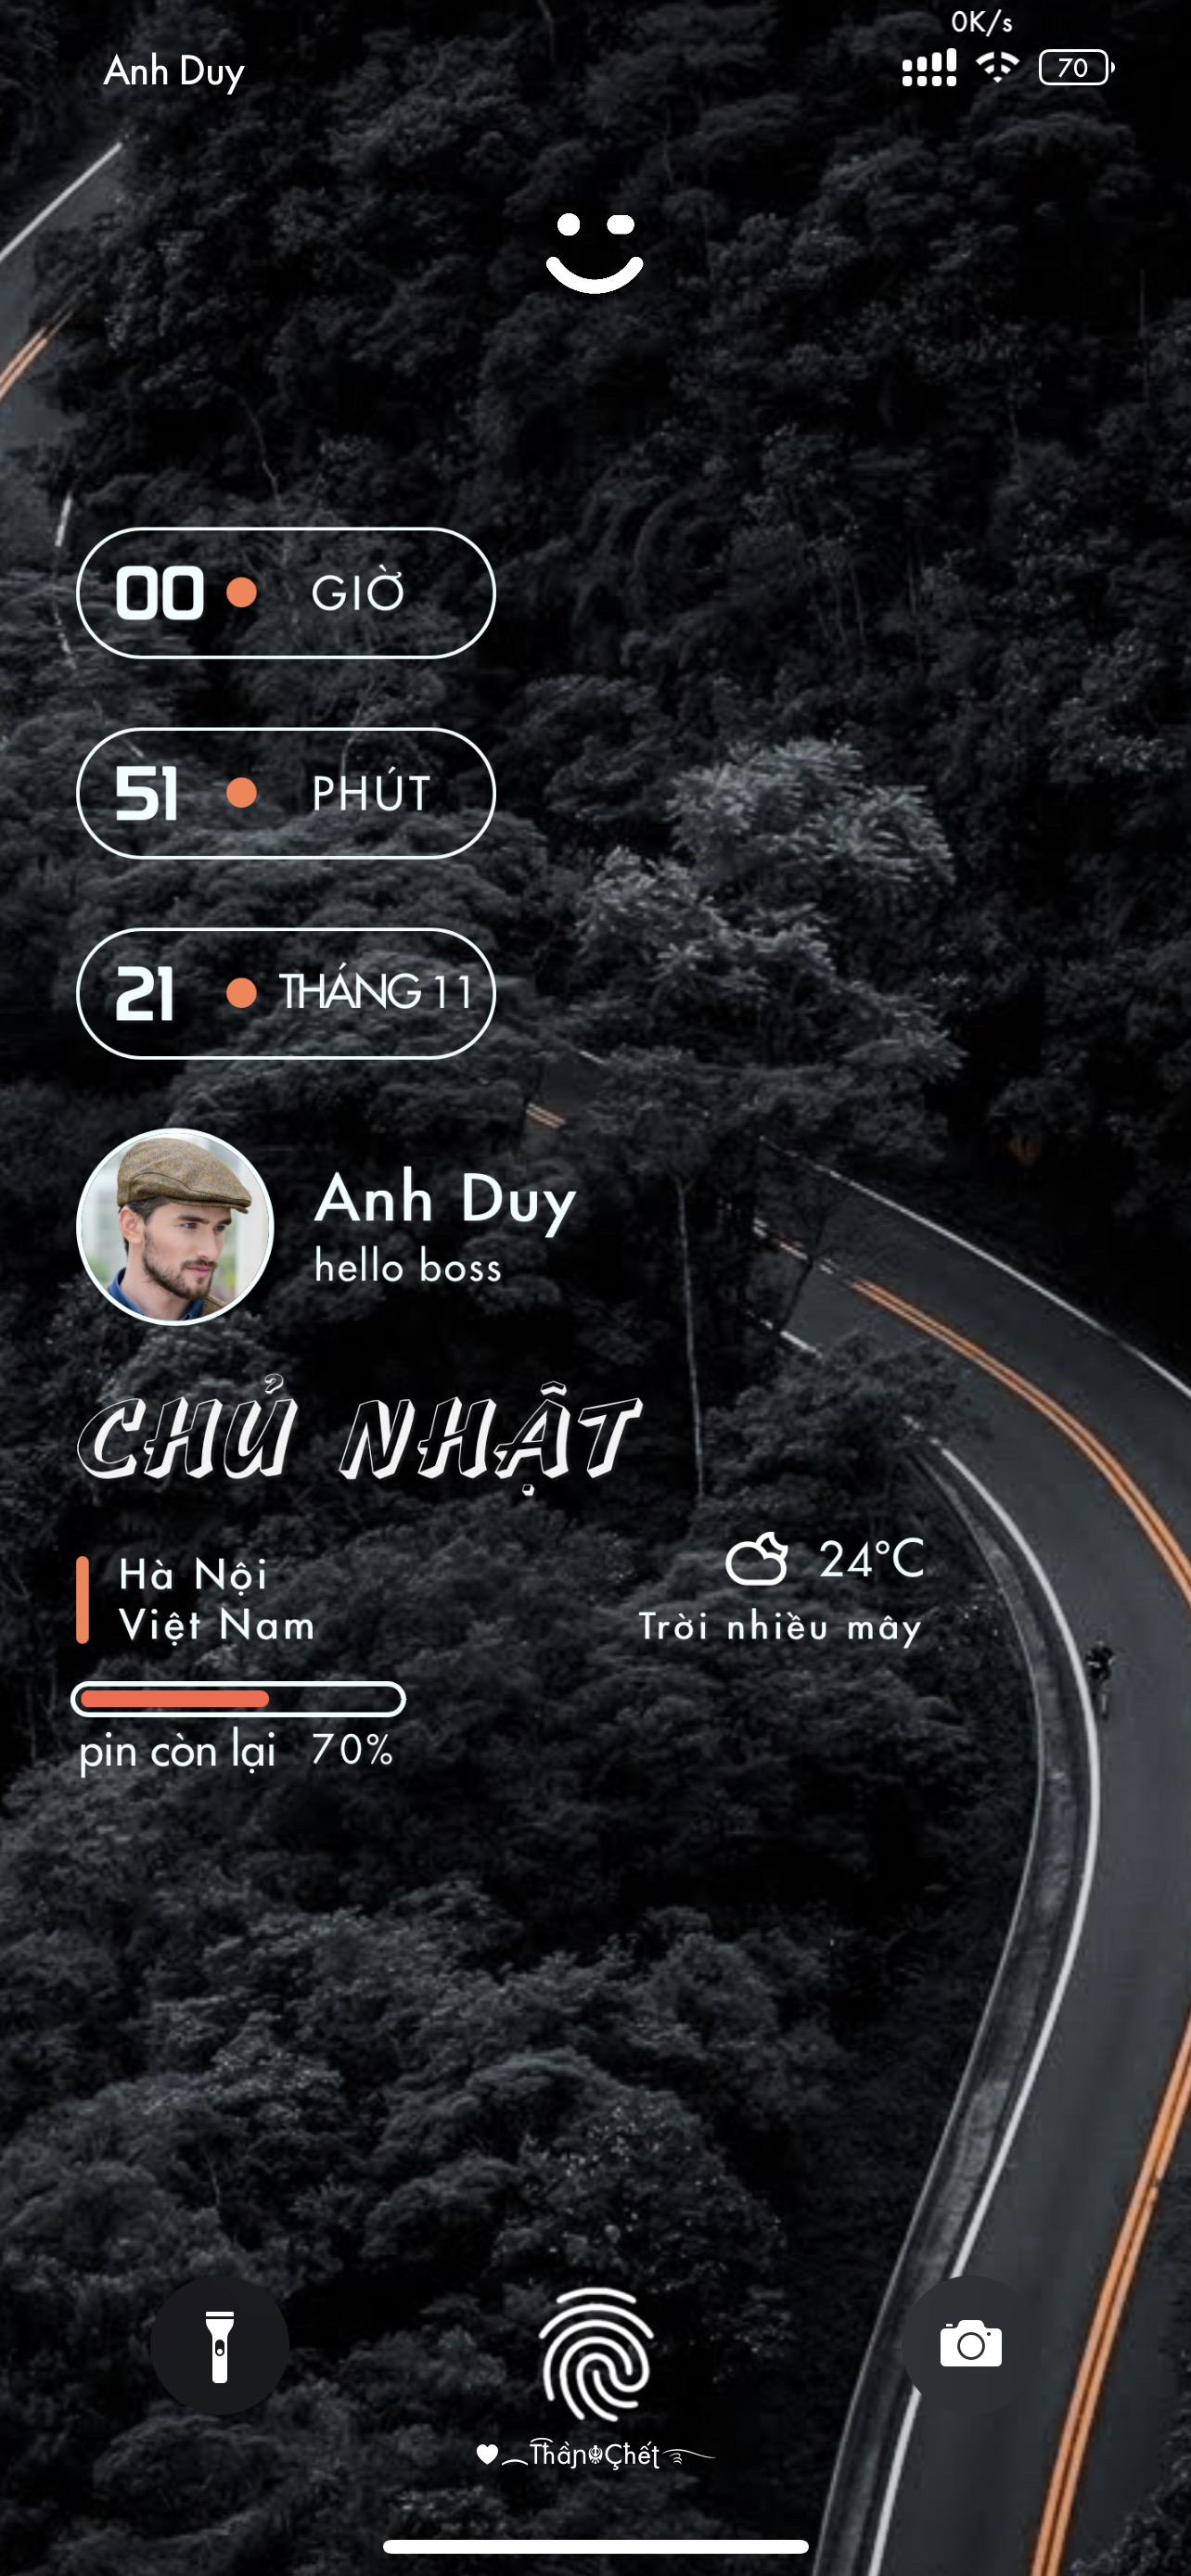 0K/s
Anh Duy
70
00 GIỜ
51 PHÚT
21 THÁNG 11
Anh Duy
hello boss
CHỦ NHẬT
Hà Nội
Việt Nam
24°C
Trời nhiều mây
pin còn lại 70%
Thần Chết